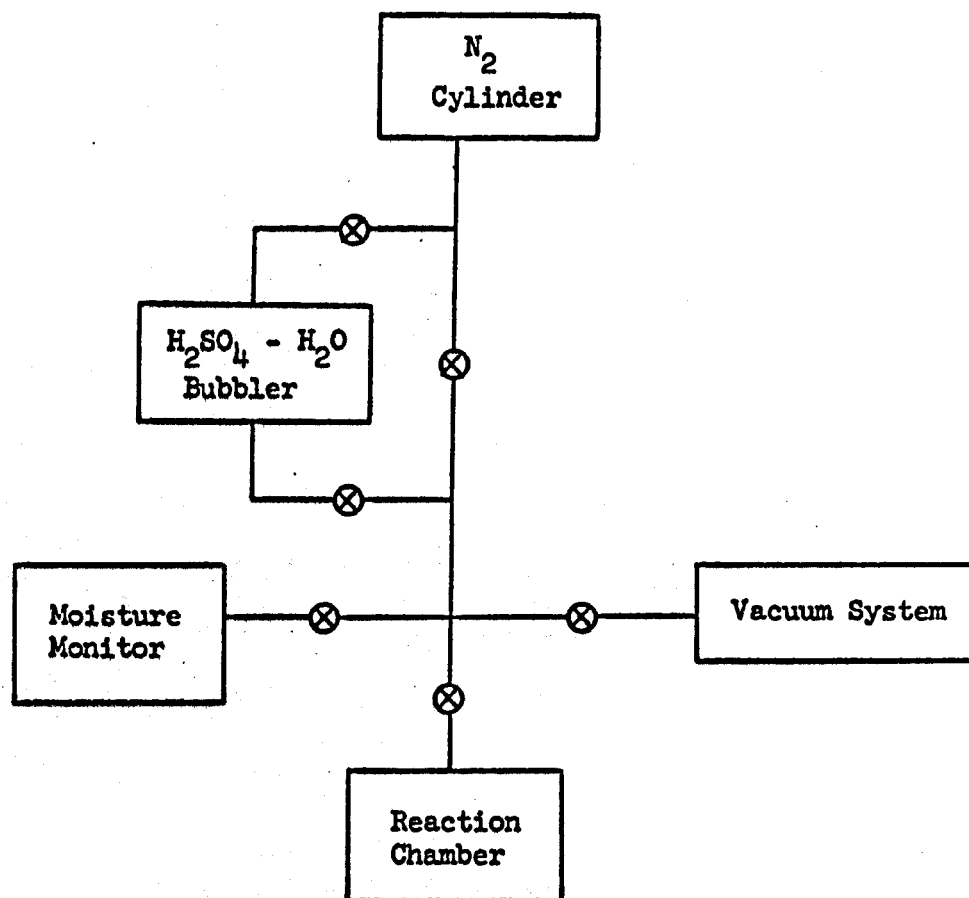 N2
Cylinder
H2SO4 - H2O
Bubbler
Moisture
Monitor
Vacuum System
Reaction
Chamber